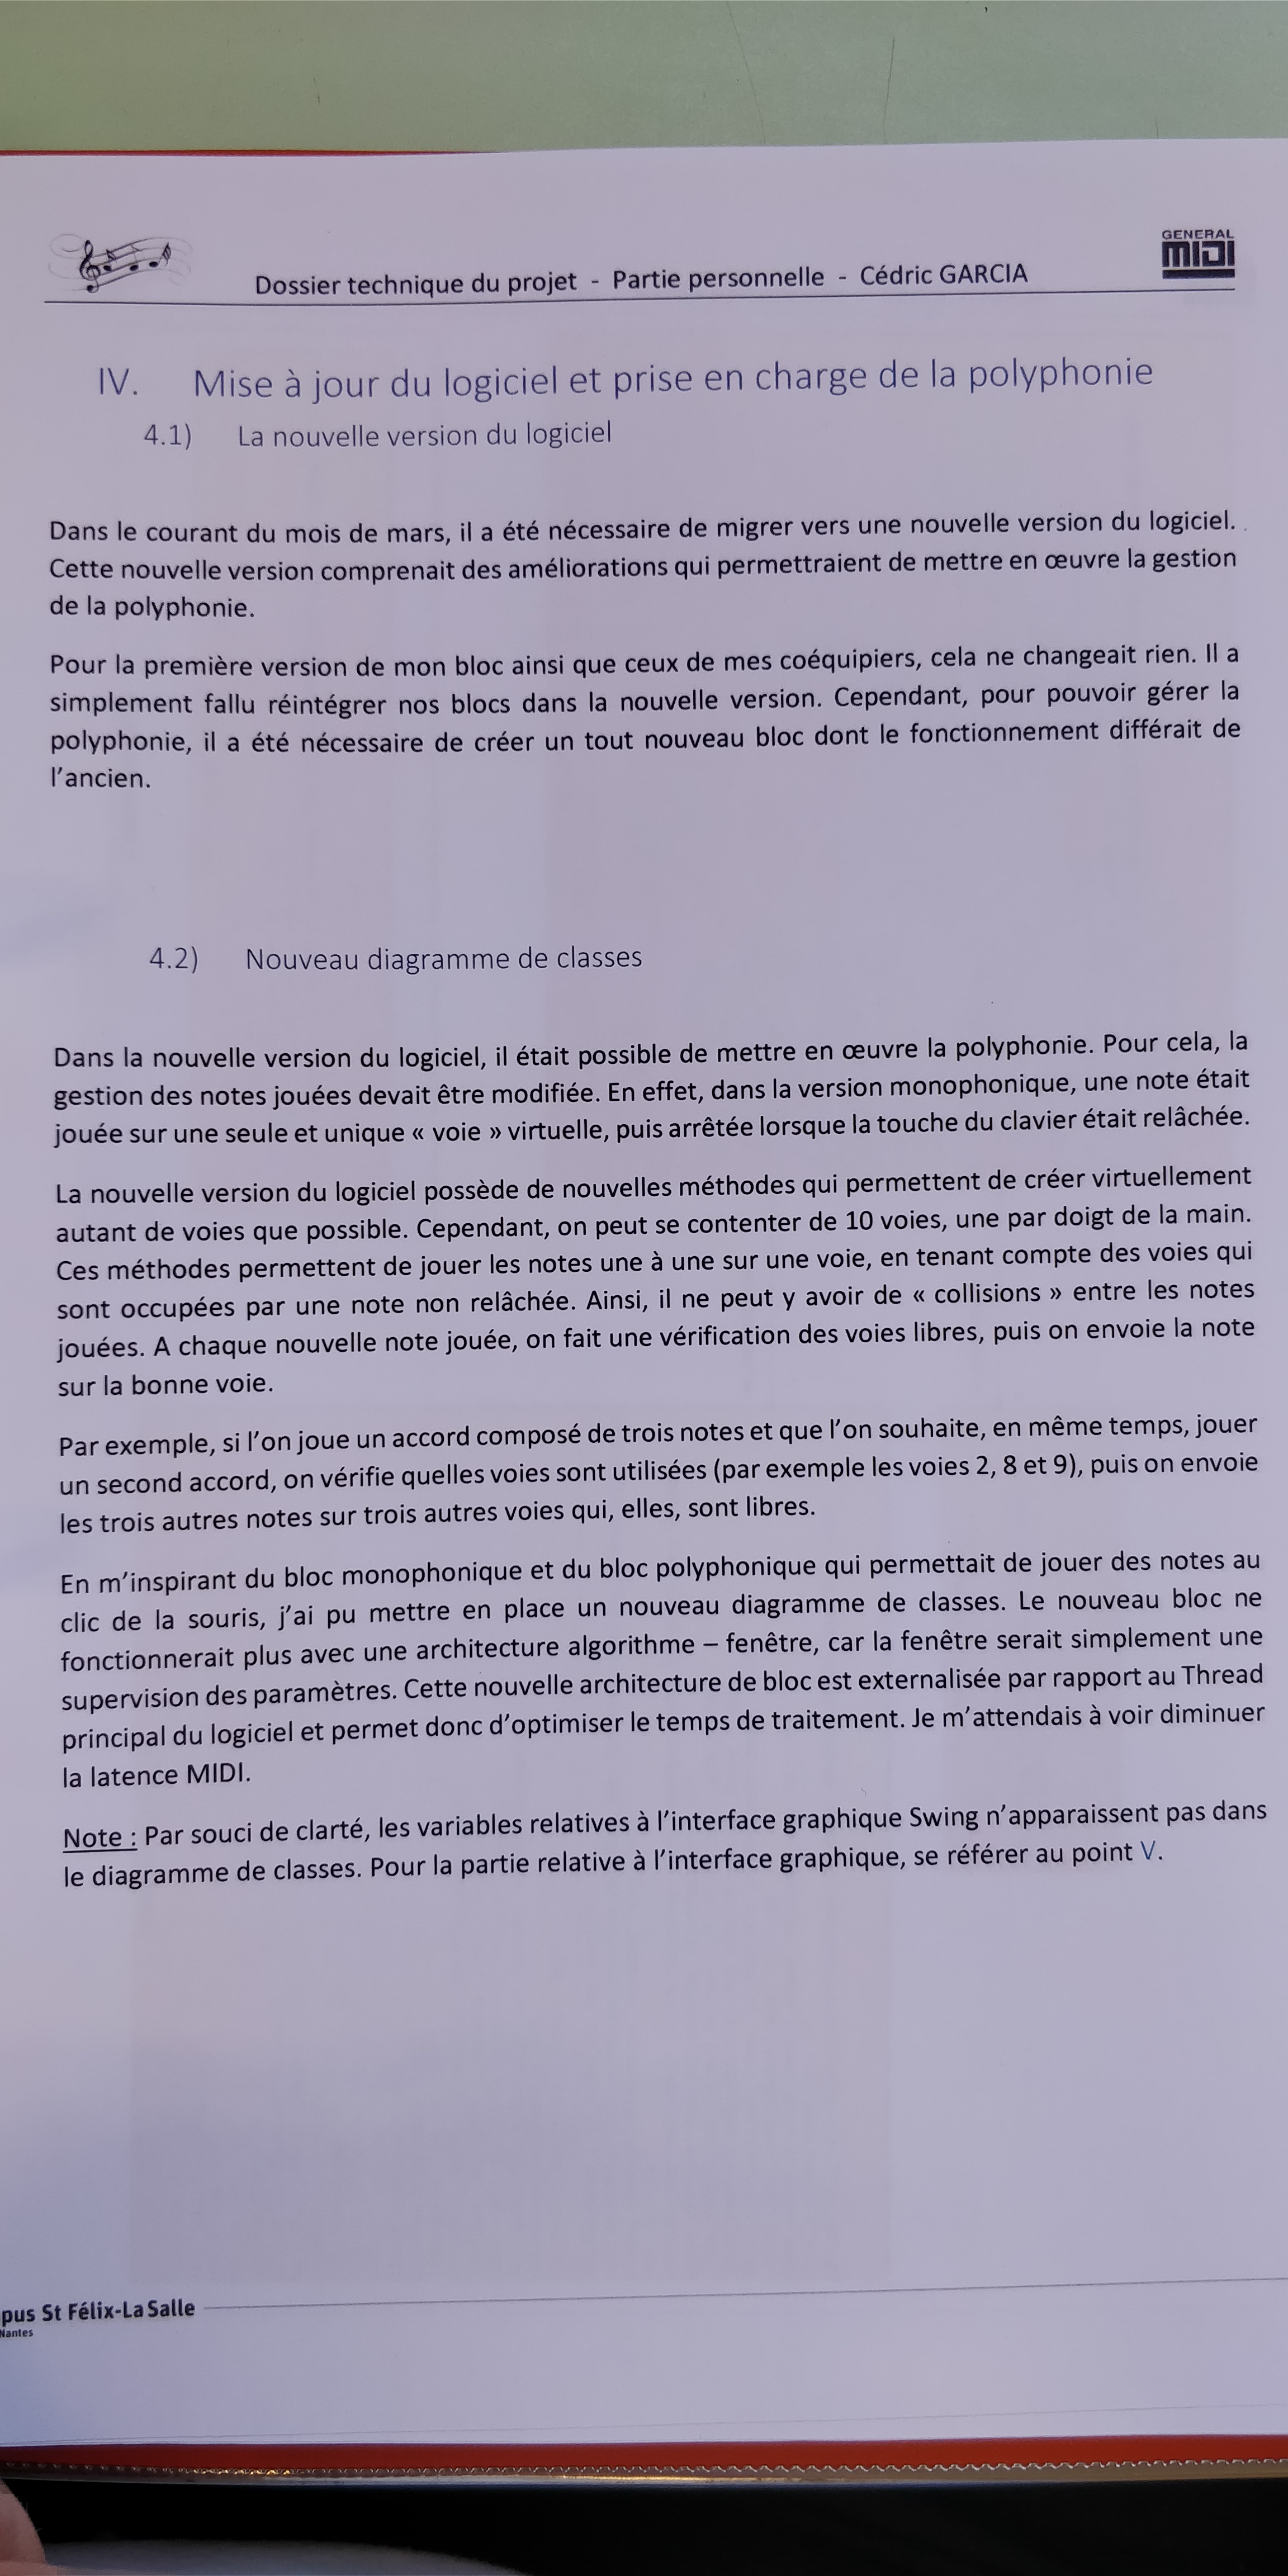 GENERAL
MIDI
Dossier technique du projet - Partie personnelle - Cédric GARCIA
IV. Mise à jour du logiciel et prise en charge de la polyphonie
4.1) La nouvelle version du logiciel
Dans le courant du mois de mars, il a été nécessaire de migrer vers une nouvelle version du logiciel.
Cette nouvelle version comprenait des améliorations qui permettraient de mettre en œuvre la gestion
de la polyphonie.
Pour la première version de mon bloc ainsi que ceux de mes coéquipiers, cela ne changeait rien. Il a
simplement fallu réintégrer nos blocs dans la nouvelle version. Cependant, pour pouvoir gérer la
polyphonie, il a été nécessaire de créer un tout nouveau bloc dont le fonctionnement différait de
l'ancien.
4.2) Nouveau diagramme de classes
Dans la nouvelle version du logiciel, il était possible de mettre en œuvre la polyphonie. Pour cela, la
gestion des notes jouées devait être modifiée. En effet, dans la version monophonique, une note était
jouée sur une seule et unique « voie » virtuelle, puis arrêtée lorsque la touche du clavier était relâchée.
La nouvelle version du logiciel possède de nouvelles méthodes qui permettent de créer virtuellement
autant de voies que possible. Cependant, on peut se contenter de 10 voies, une par doigt de la main.
Ces méthodes permettent de jouer les notes une à une sur une voie, en tenant compte des voies qui
sont occupées par une note non relâchée. Ainsi, il ne peut y avoir de « collisions » entre les notes
jouées. A chaque nouvelle note jouée, on fait une vérification des voies libres, puis on envoie la note
sur la bonne voie.
Par exemple, si l'on joue un accord composé de trois notes et que l'on souhaite, en même temps, jouer
un second accord, on vérifie quelles voies sont utilisées (par exemple les voies 2, 8 et 9), puis on envoie
les trois autres notes sur trois autres voies qui, elles, sont libres.
En m'inspirant du bloc monophonique et du bloc polyphonique qui permettait de jouer des notes au
clic de la souris, j'ai pu mettre en place un nouveau diagramme de classes. Le nouveau bloc ne
fonctionnerait plus avec une architecture algorithme – fenêtre, car la fenêtre serait simplement une
supervision des paramètres. Cette nouvelle architecture de bloc est externalisée par rapport au Thread
principal du logiciel et permet donc d'optimiser le temps de traitement. Je m'attendais à voir diminuer
la latence MIDI.
Note : Par souci de clarté, les variables relatives à l'interface graphique Swing n'apparaissent pas dans
le diagramme de classes. Pour la partie relative à l'interface graphique, se référer au point V.
pus St Félix-La Salle
Nantes